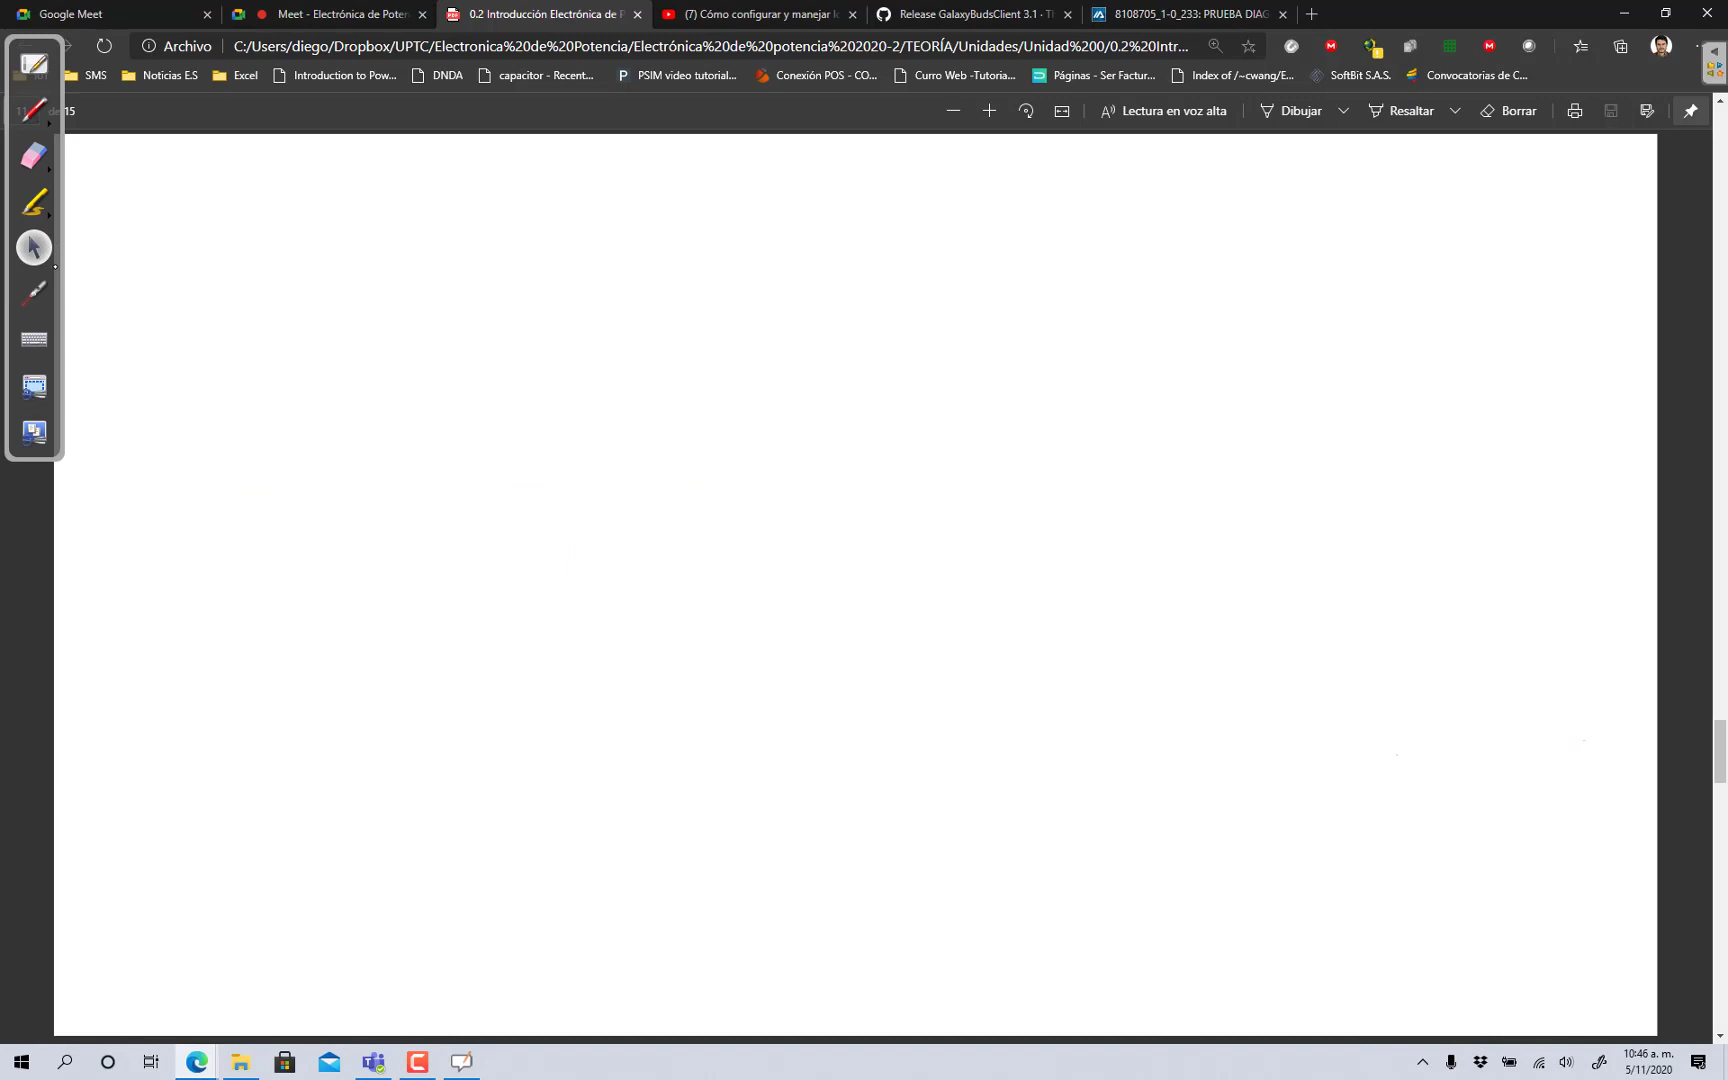 Google Meet
Meet - Electrónica de Poten
0.2 Introducción Electrónica de P
(7) Cómo configurar y manejar l
Release GalaxyBudsClient 3.1 · T
8108705_1-0_233: PRUEBA DIAG
Archivo
C:/Users/diego/Dropbox/UPTC/Electronica%20de%20Potencia/Electrónica%20de%20potencia%202020-2/TEORÍA/Unidades/Unidad%200/0.2%20Intr...
SMS
Noticias E.S
Excel
Introduction to Pow...
DNDA
capacitor - Recent...
PSIM video tutorial...
Conexión POS - CO...
Curro Web -Tutoria...
Páginas - Ser Factur...
Index of /~cwang/E...
SoftBit S.A.S.
Convocatorias de C...
11 de 15
Lectura en voz alta
Dibujar
Resaltar
Borrar
10:46 a. m.
5/11/2020